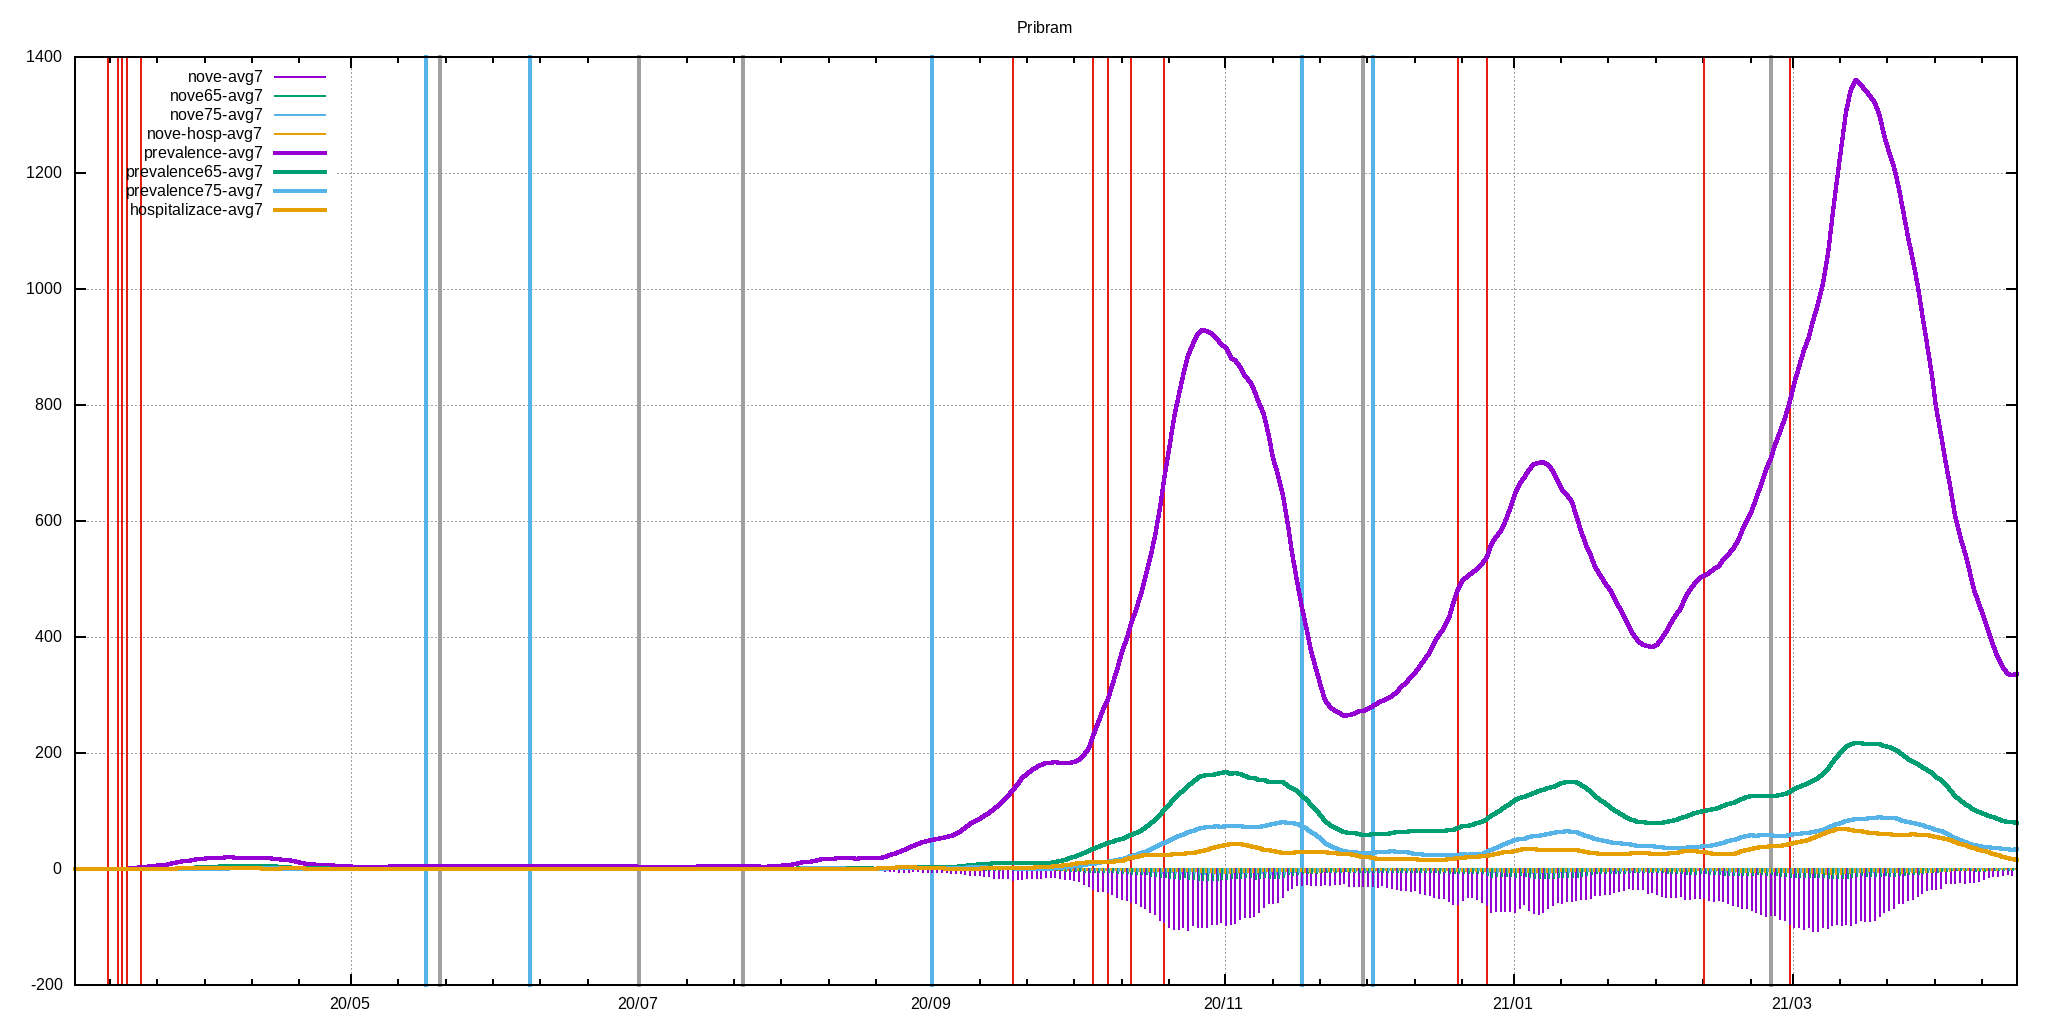 Pribram
1400
1200
1000
800
600
400
200
0
-200
nove-avg7
nove65-avg7
nove75-avg7
nove-hosp-avg7
prevalence-avg7
prevalence65-avg7
prevalence75-avg7
hospitalizace-avg7
20/05
20/07
20/09
20/11
21/01
21/03